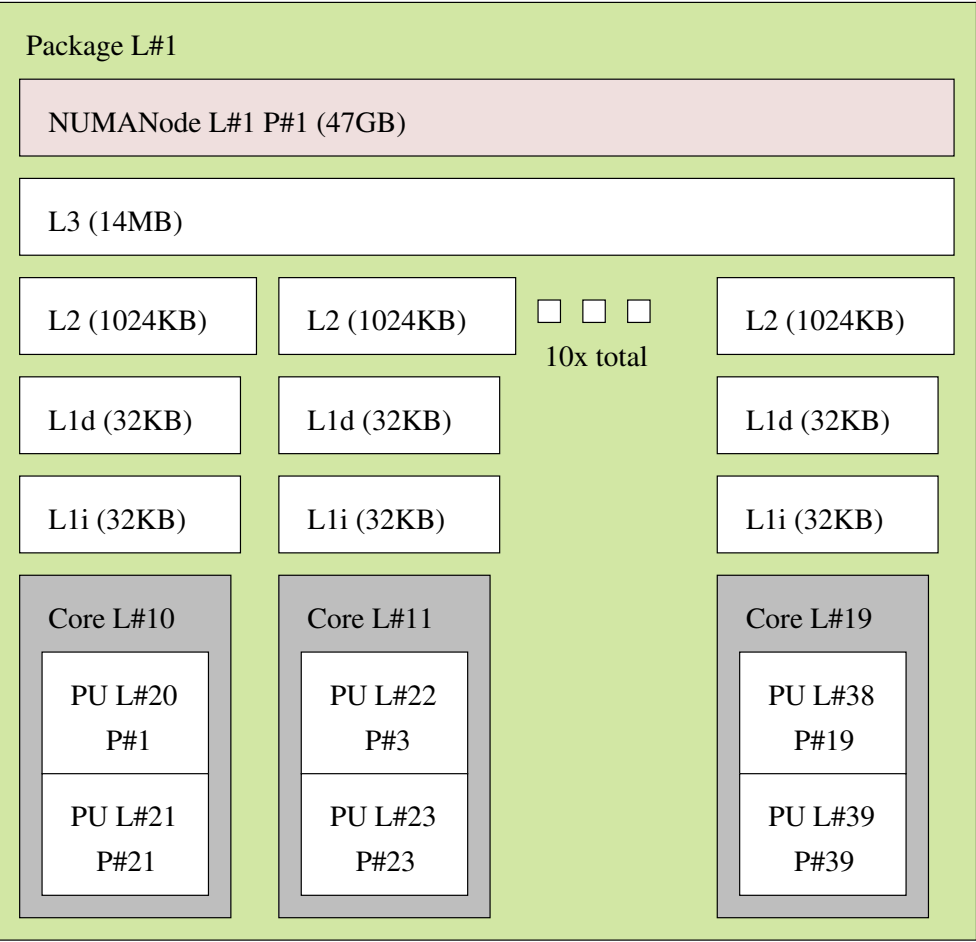 Package L#1
NUMANode L#1 P#1 (47GB)
L3 (14MB)
L2 (1024KB)
L2 (1024KB)
10x total
L2 (1024KB)
L1d (32KB)
L1d (32KB)
L1d (32KB)
L1i (32KB)
L1i (32KB)
L1i (32KB)
Core L#10
PU L#20
P#1
PU L#21
P#21
Core L#11
PU L#22
P#3
PU L#23
P#23
Core L#19
PU L#38
P#19
PU L#39
P#39